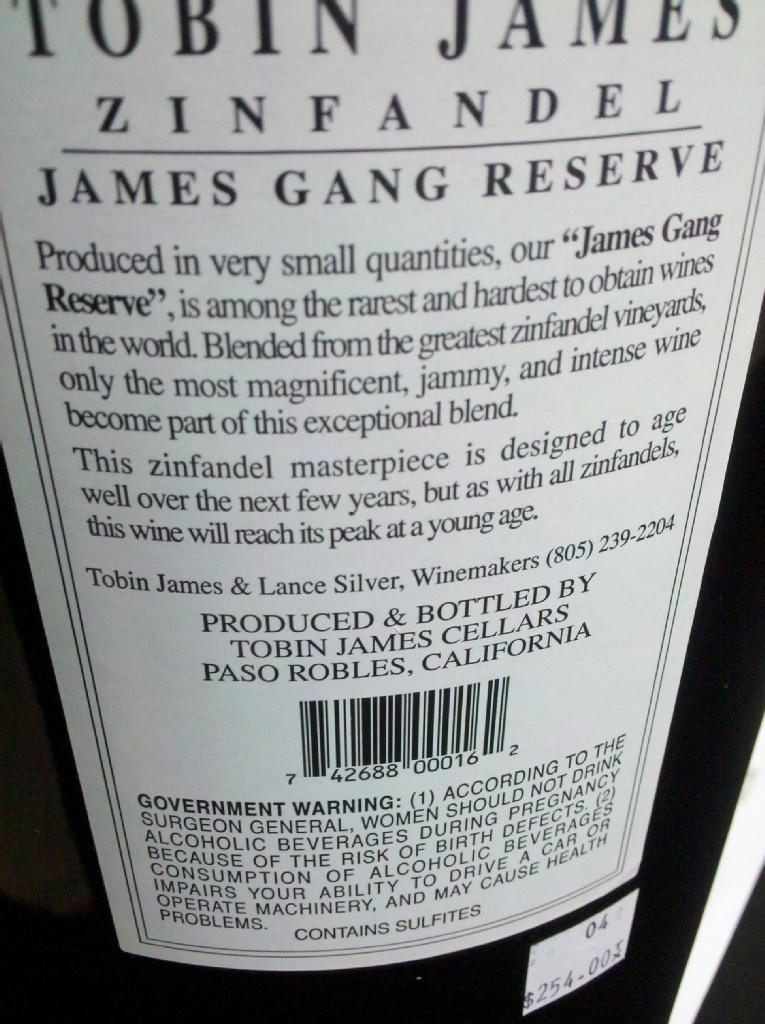 TOBIN JAMES
ZINFANDEL
JAMES GANG RESERVE
Produced in very small quantities, our “James Gang
Reserve”, is among the rarest and hardest to obtain wines
in the world. Blended from the greatest zinfandel vineyards,
only the most magnificent, jammy, and intense wine
become part of this exceptional blend.
This zinfandel masterpiece is designed to age
well over the next few years, but as with all zinfandels,
this wine will reach its peak at a young age.
Tobin James & Lance Silver, Winemakers (805) 239-2204
PRODUCED & BOTTLED BY
TOBIN JAMES CELLARS
PASO ROBLES, CALIFORNIA
7 42688 00016 2
GOVERNMENT WARNING: (1) ACCORDING TO THE
SURGEON GENERAL, WOMEN SHOULD NOT DRINK
ALCOHOLIC BEVERAGES DURING PREGNANCY
BECAUSE OF THE RISK OF BIRTH DEFECTS. (2)
CONSUMPTION OF ALCOHOLIC BEVERAGES
IMPAIRS YOUR ABILITY TO DRIVE A CAR OR
OPERATE MACHINERY, AND MAY CAUSE HEALTH
PROBLEMS. CONTAINS SULFITES
04
$254.00